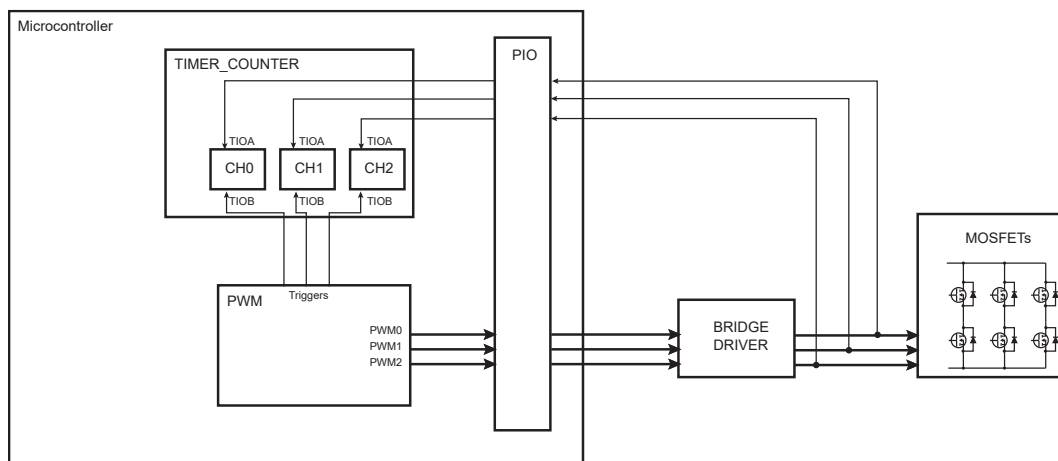 Microcontroller
PIO
TIMER_COUNTER
TIOA
TIOA
TIOA
CH0
CH1
CH2
TIOB
TIOB
TIOB
MOSFETs
Triggers
PWM
PWM0
PWM1
PWM2
BRIDGE
DRIVER